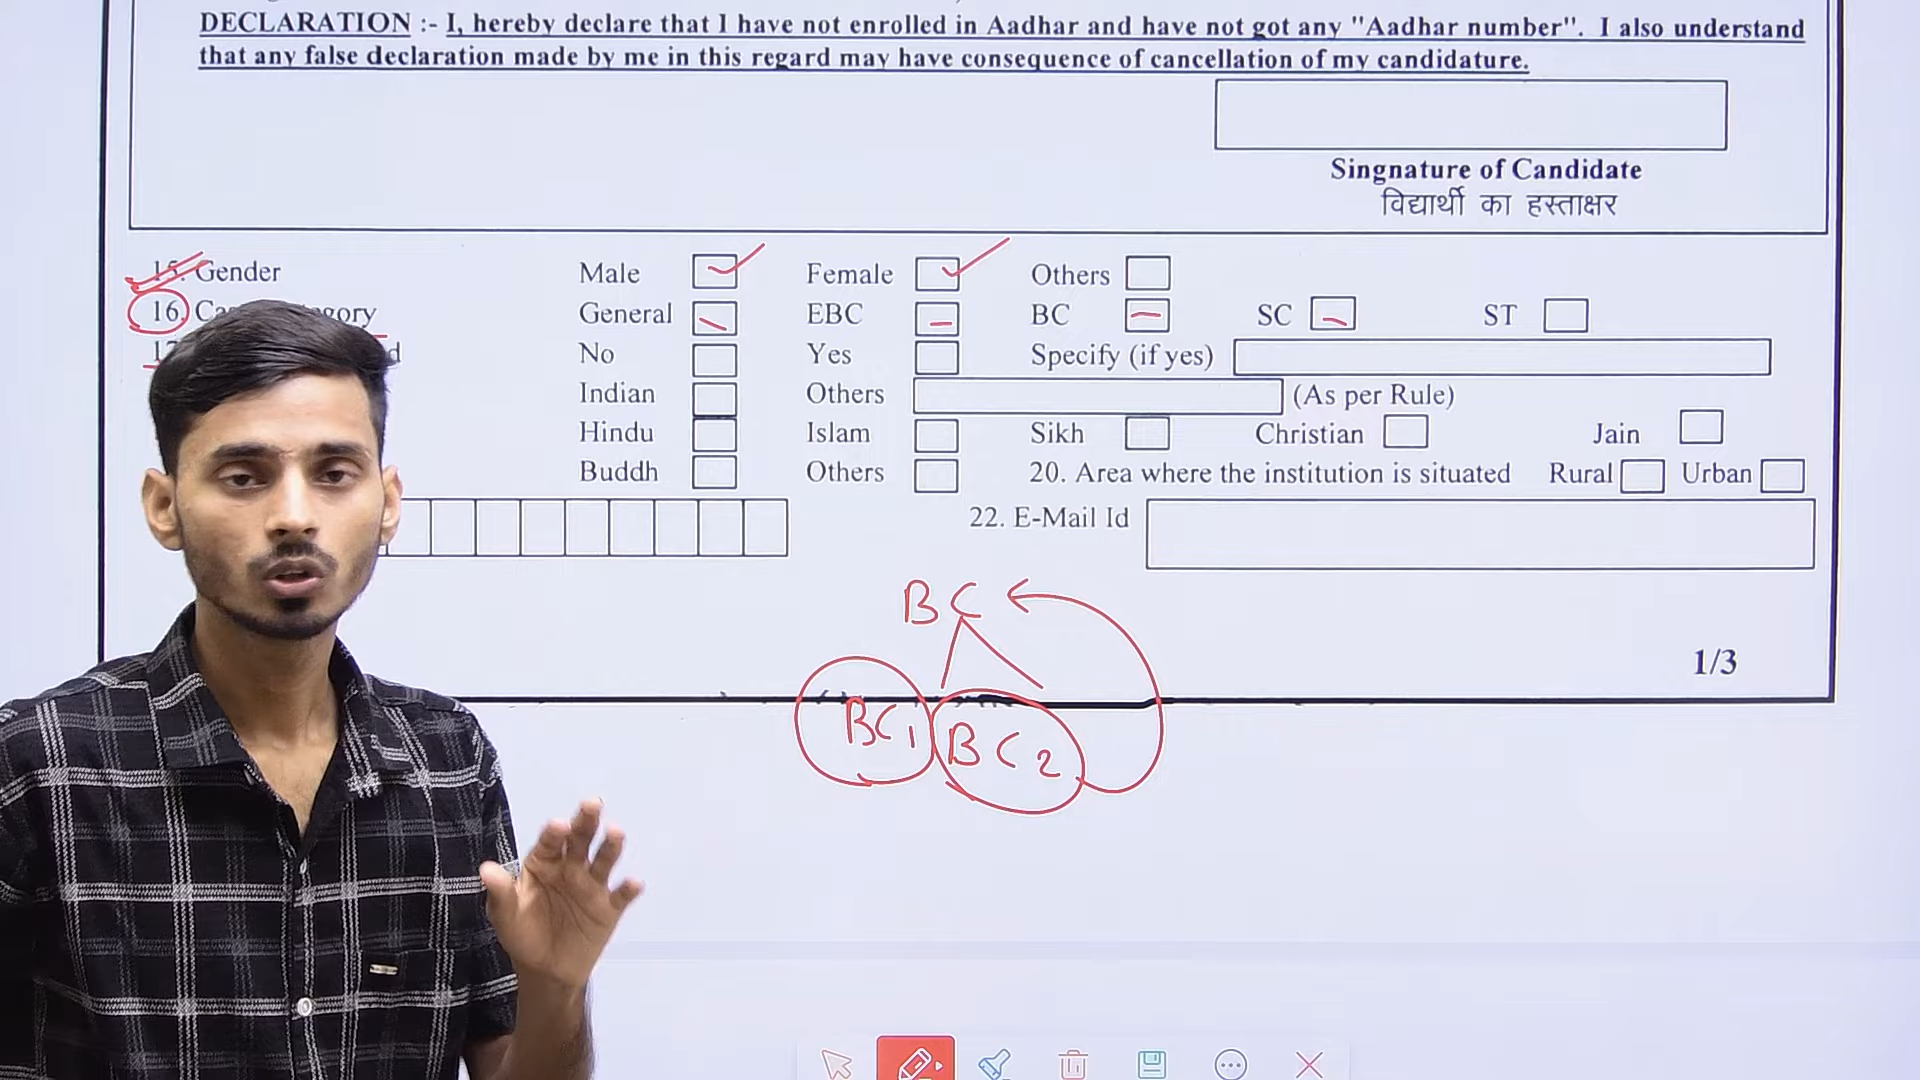 DECLARATION :- I, hereby declare that I have not enrolled in Aadhar and have not got any "Aadhar number". I also understand
that any false declaration made by me in this regard may have consequence of cancellation of my candidature.
Singnature of Candidate
विद्यार्थी का हस्ताक्षर
15. Gender Male Female Others
16. General EBC BC SC ST
No Yes Specify (if yes)
Indian Others (As per Rule)
Hindu Islam Sikh Christian Jain
Buddh Others 20. Area where the institution is situated Rural Urban
22. E-Mail Id
BC
1/3
BC1 BC2